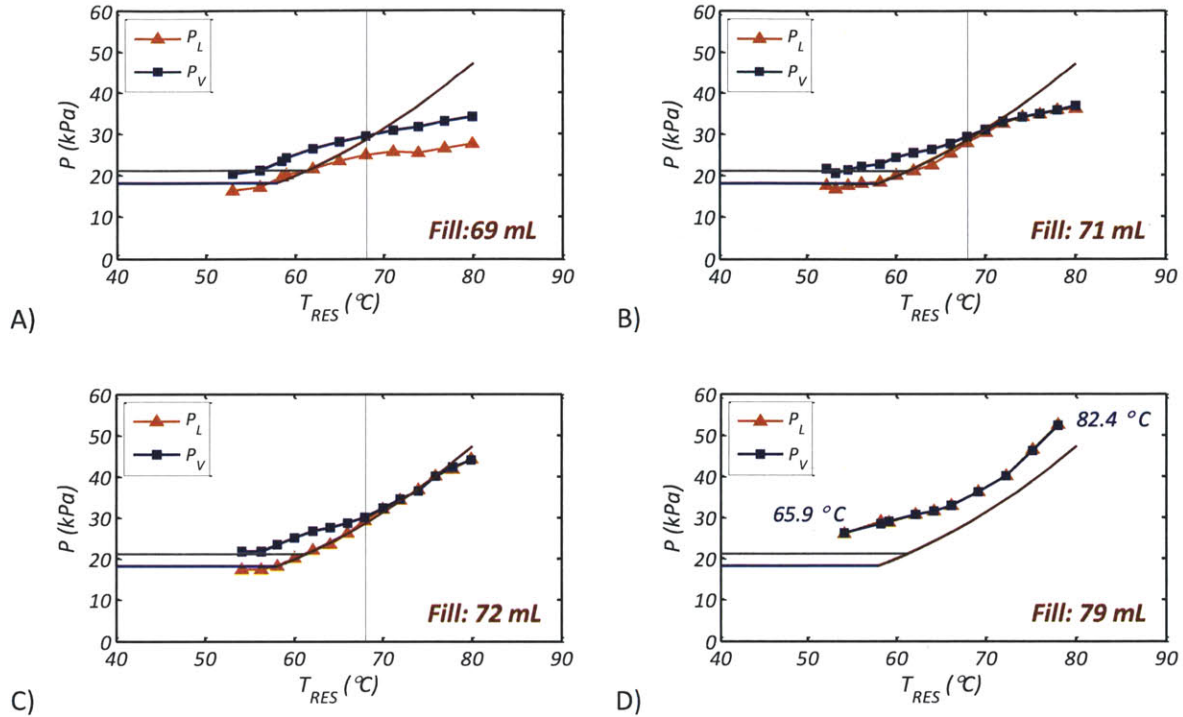 60
50
40
30
20
10
0
P (kPa)
P_L
P_V
Fill:69 mL
40 50 60 70 80 90
T_RES (°C)
A)
60
50
40
30
20
10
0
P (kPa)
P_L
P_V
Fill: 71 mL
40 50 60 70 80 90
T_RES (°C)
B)
60
50
40
30
20
10
0
P (kPa)
P_L
P_V
Fill: 72 mL
40 50 60 70 80 90
T_RES (°C)
C)
60
50
40
30
20
10
0
P (kPa)
P_L
P_V
82.4 °C
65.9 °C
Fill: 79 mL
40 50 60 70 80 90
T_RES (°C)
D)